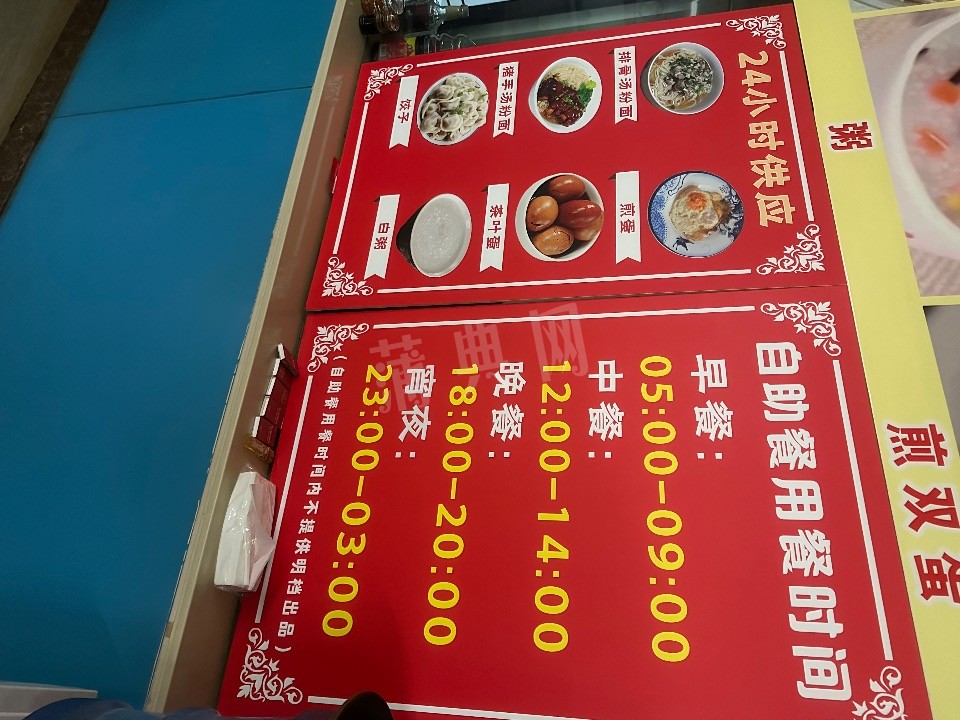 24小时供应
排骨汤粉面
猪手汤粉面
饺子
煎蛋
茶叶蛋
白粥
自助餐用餐时间
早餐:
05:00-09:00
中餐:
12:00-14:00
晚餐:
18:00-20:00
宵夜:
23:00-03:00
(自助餐用餐时间内不提供明档出品)
粥
煎双蛋
蒲典网